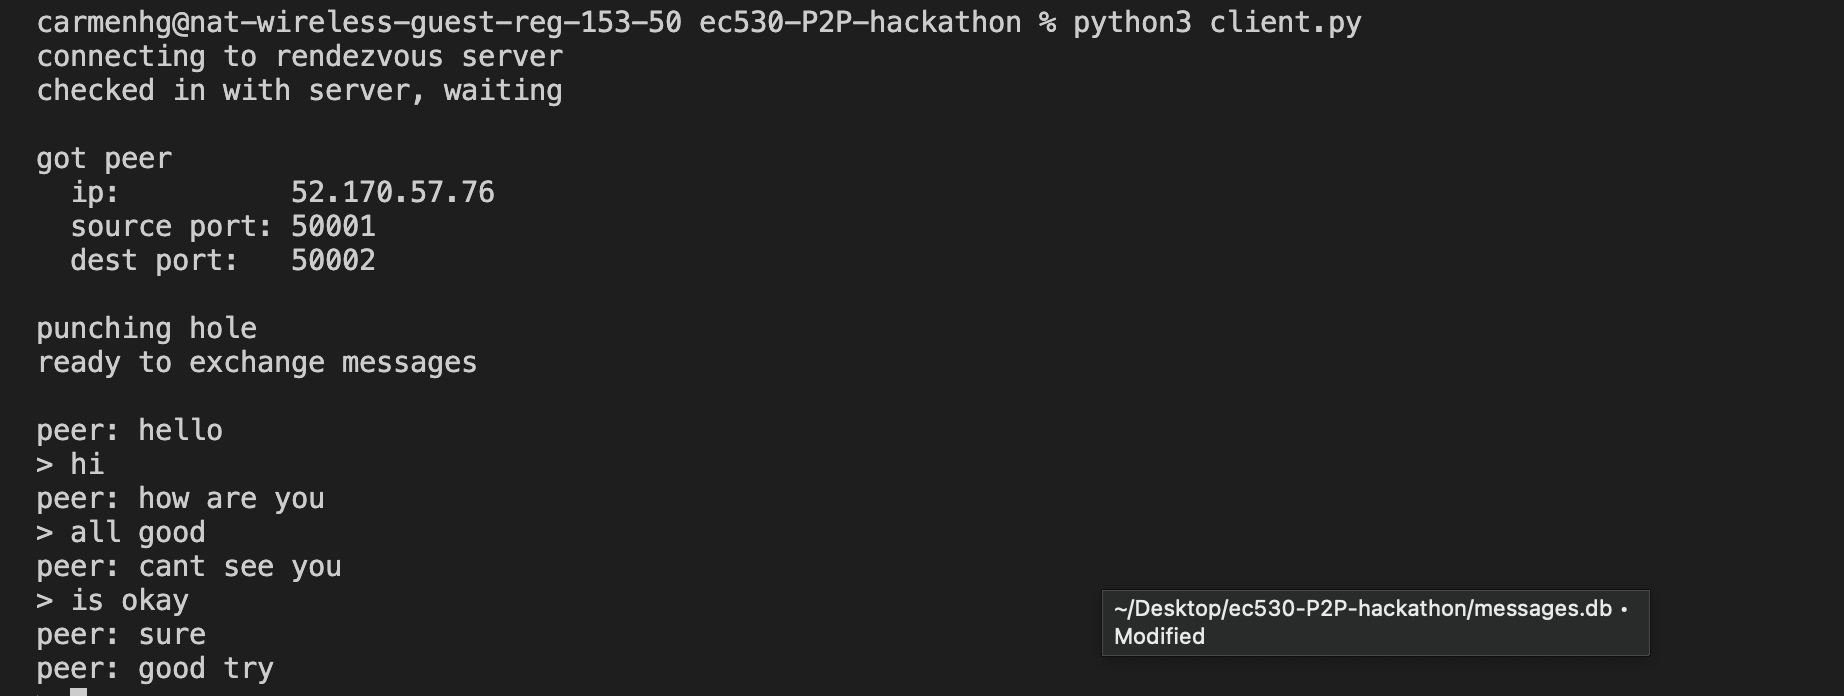 carmenhg@nat-wireless-guest-reg-153-50 ec530-P2P-hackathon % python3 client.py
connecting to rendezvous server
checked in with server, waiting
got peer
ip: 52.170.57.76
source port: 50001
dest port: 50002
punching hole
ready to exchange messages
peer: hello
> hi
peer: how are you
> all good
peer: cant see you
> is okay
peer: sure
peer: good try
~/Desktop/ec530-P2P-hackathon/messages.db •
Modified